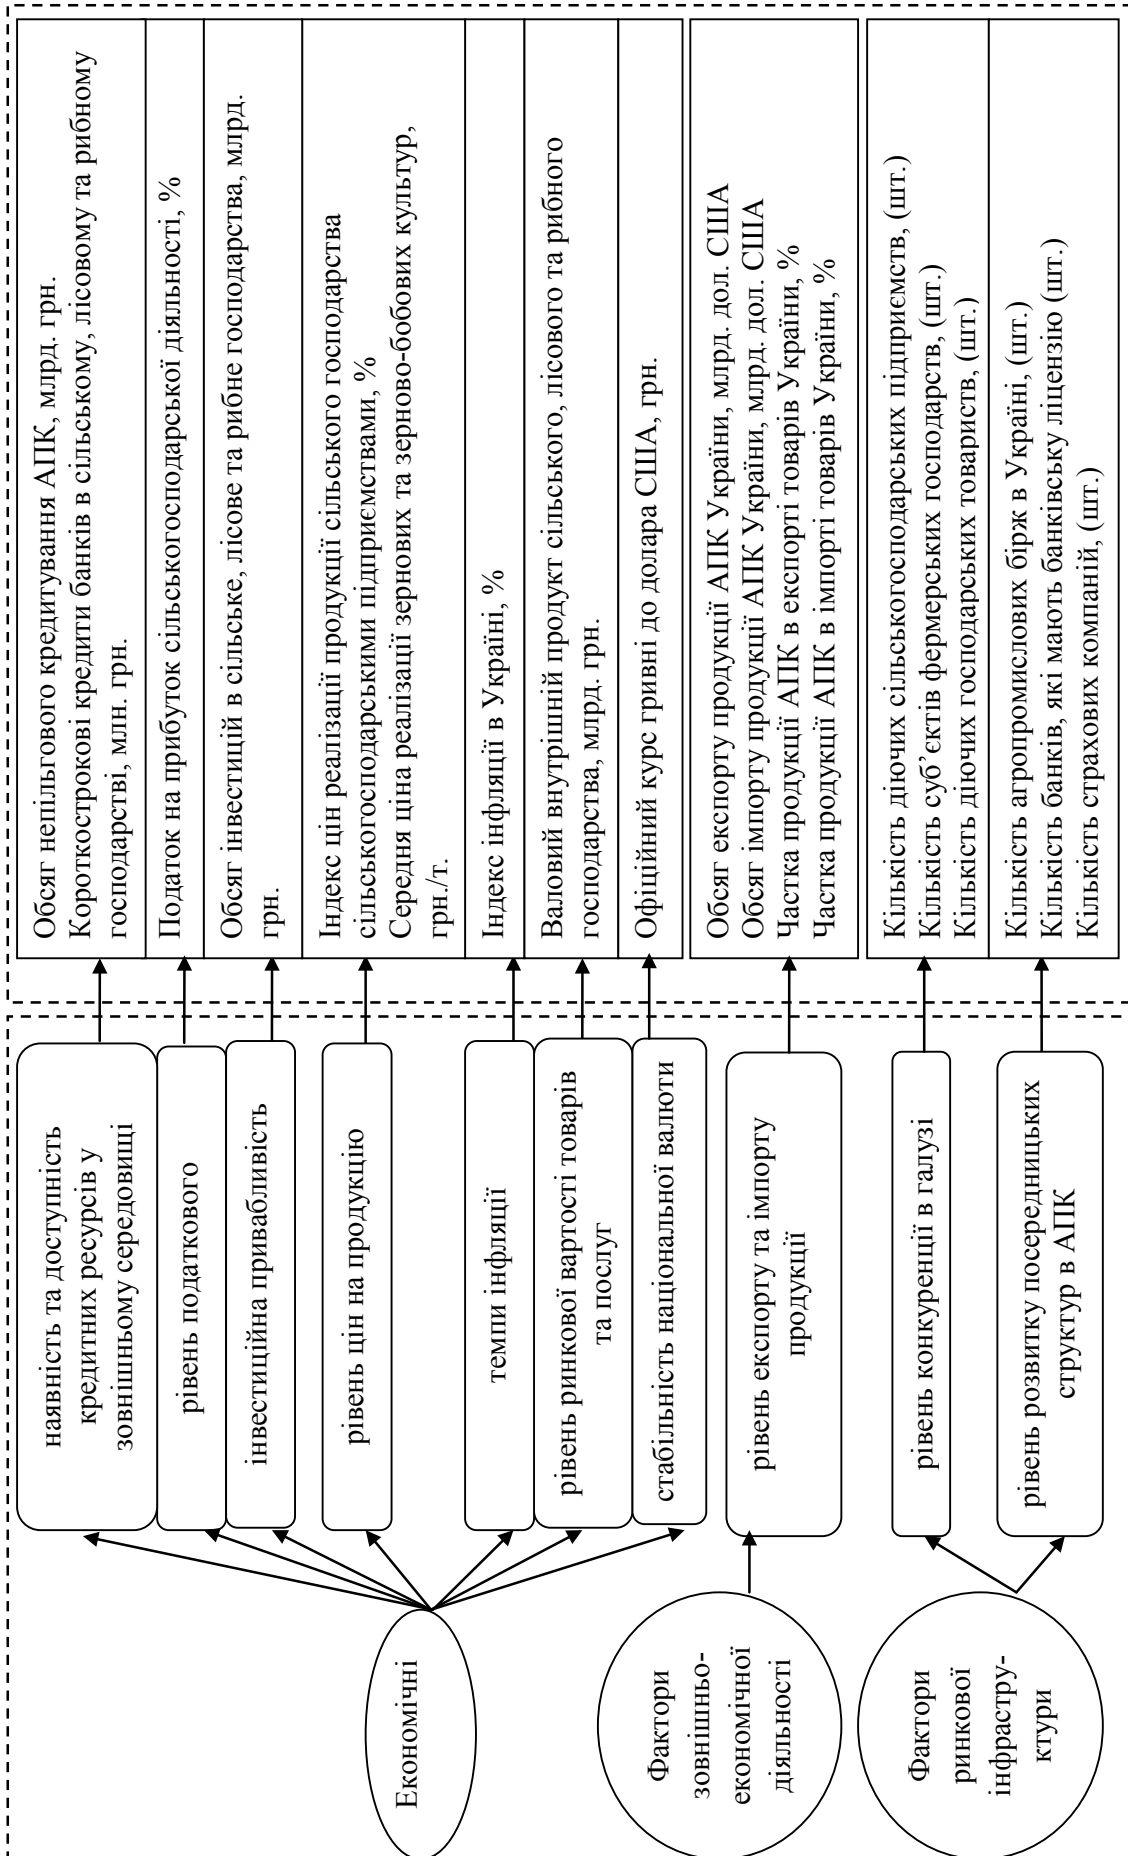 Економічні
Фактори
зовнішньо-
економічної
діяльності
Фактори
ринкової
інфрастру-
ктури
наявність та доступність
кредитних ресурсів у
зовнішньому середовищі
рівень податкового
інвестиційна привабливість
рівень цін на продукцію
темпи інфляції
рівень ринкової вартості товарів
та послуг
стабільність національної валюти
рівень експорту та імпорту
продукції
рівень конкуренції в галузі
рівень розвитку посередницьких
структур в АПК
Обсяг непільгового кредитування АПК, млрд. грн.
Короткострокові кредити банків в сільському, лісовому та рибному
господарстві, млн. грн.
Податок на прибуток сільськогосподарської діяльності, %
Обсяг інвестицій в сільське, лісове та рибне господарства, млрд.
грн.
Індекс цін реалізації продукції сільського господарства
сільськогосподарськими підприємствами, %
Середня ціна реалізації зернових та зерново-бобових культур,
грн./т.
Індекс інфляції в Україні, %
Валовий внутрішній продукт сільського, лісового та рибного
господарства, млрд. грн.
Офіційний курс гривні до долара США, грн.
Обсяг експорту продукції АПК України, млрд. дол. США
Обсяг імпорту продукції АПК України, млрд. дол. США
Частка продукції АПК в експорті товарів України, %
Частка продукції АПК в імпорті товарів України, %
Кількість діючих сільськогосподарських підприємств, (шт.)
Кількість суб’єктів фермерських господарств, (шт.)
Кількість діючих господарських товариств, (шт.)
Кількість агропромислових бірж в Україні, (шт.)
Кількість банків, які мають банківську ліцензію (шт.)
Кількість страхових компаній, (шт.)